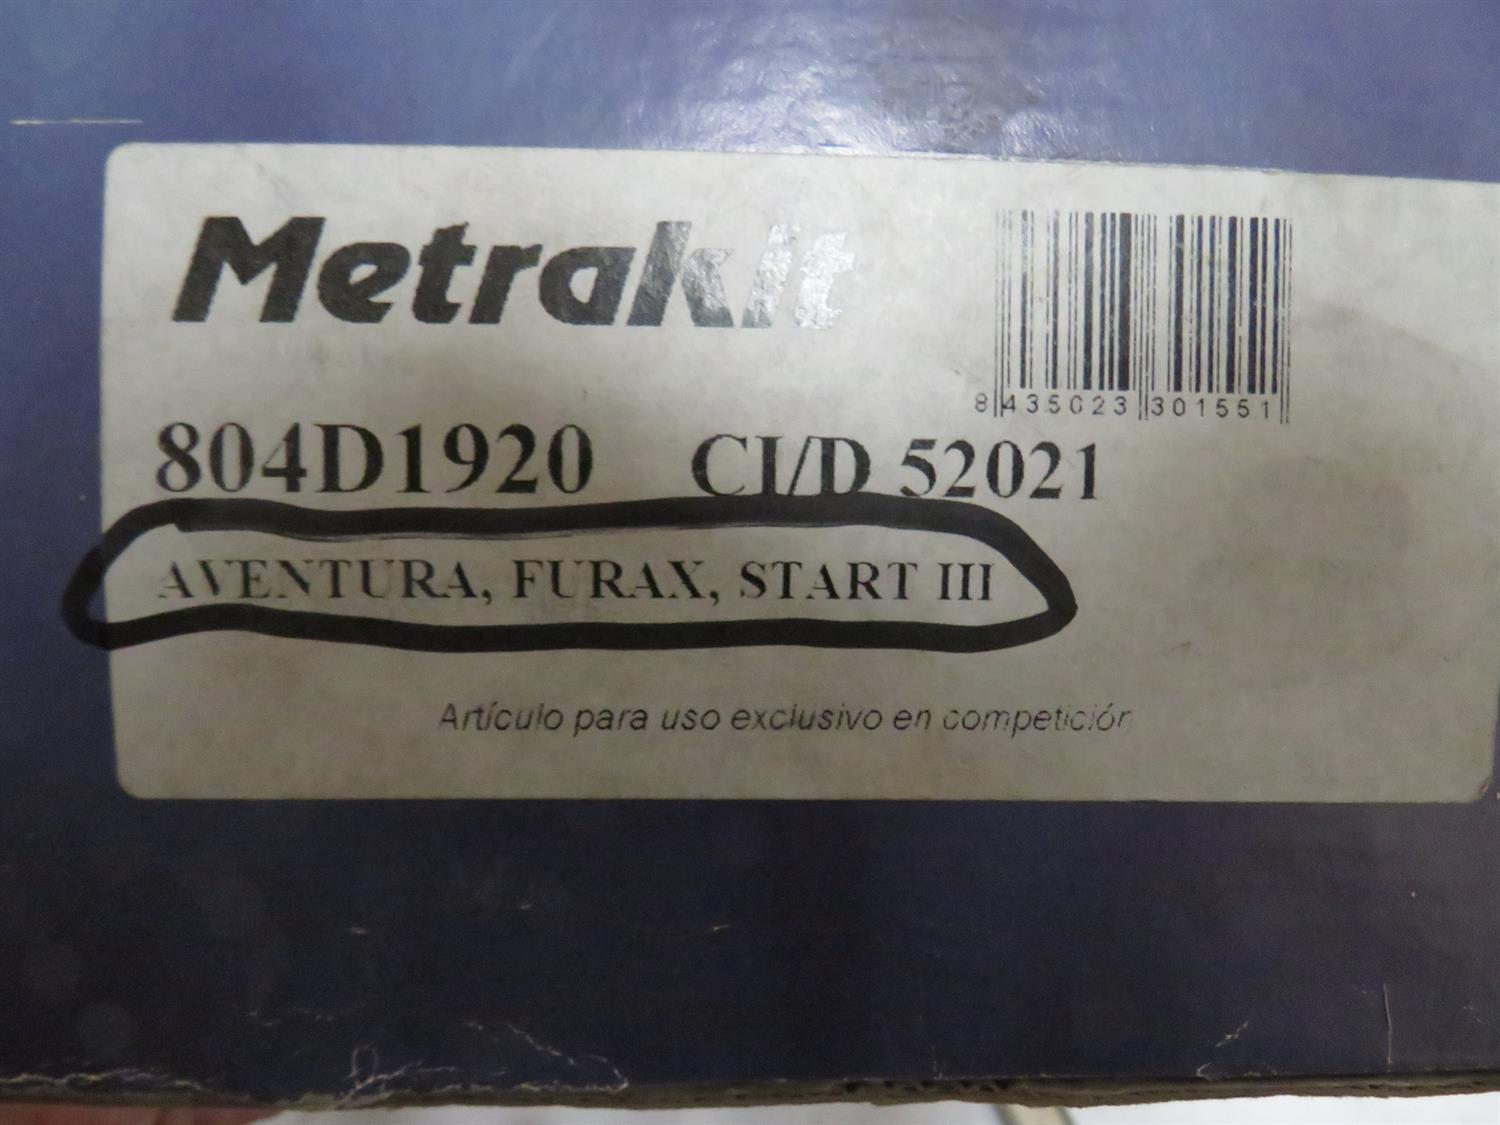 Metrakit
8 435023 301551
804D1920 CI/D 52021
AVENTURA, FURAX, START III
Artículo para uso exclusivo en competición